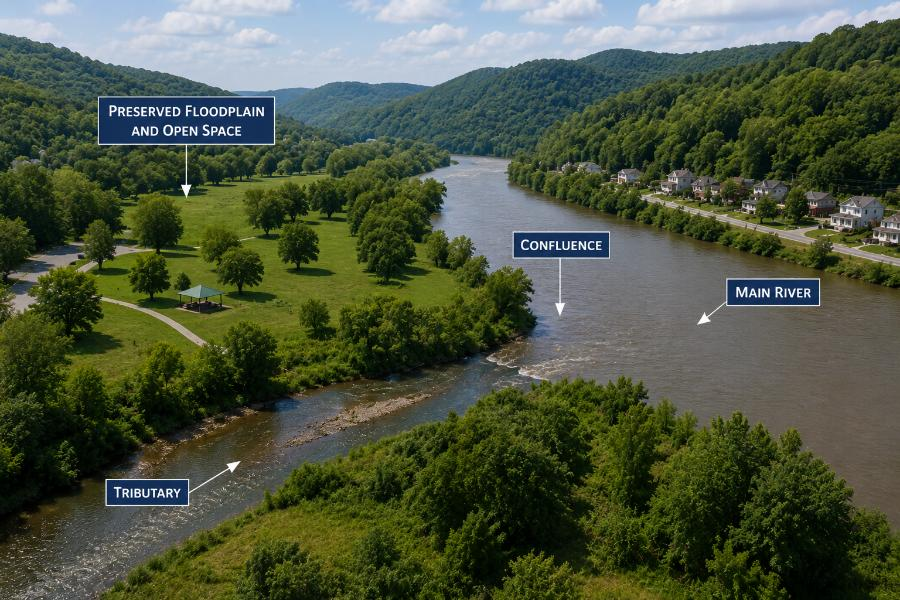 PRESERVED FLOODPLAIN
AND OPEN SPACE
CONFLUENCE
MAIN RIVER
TRIBUTARY